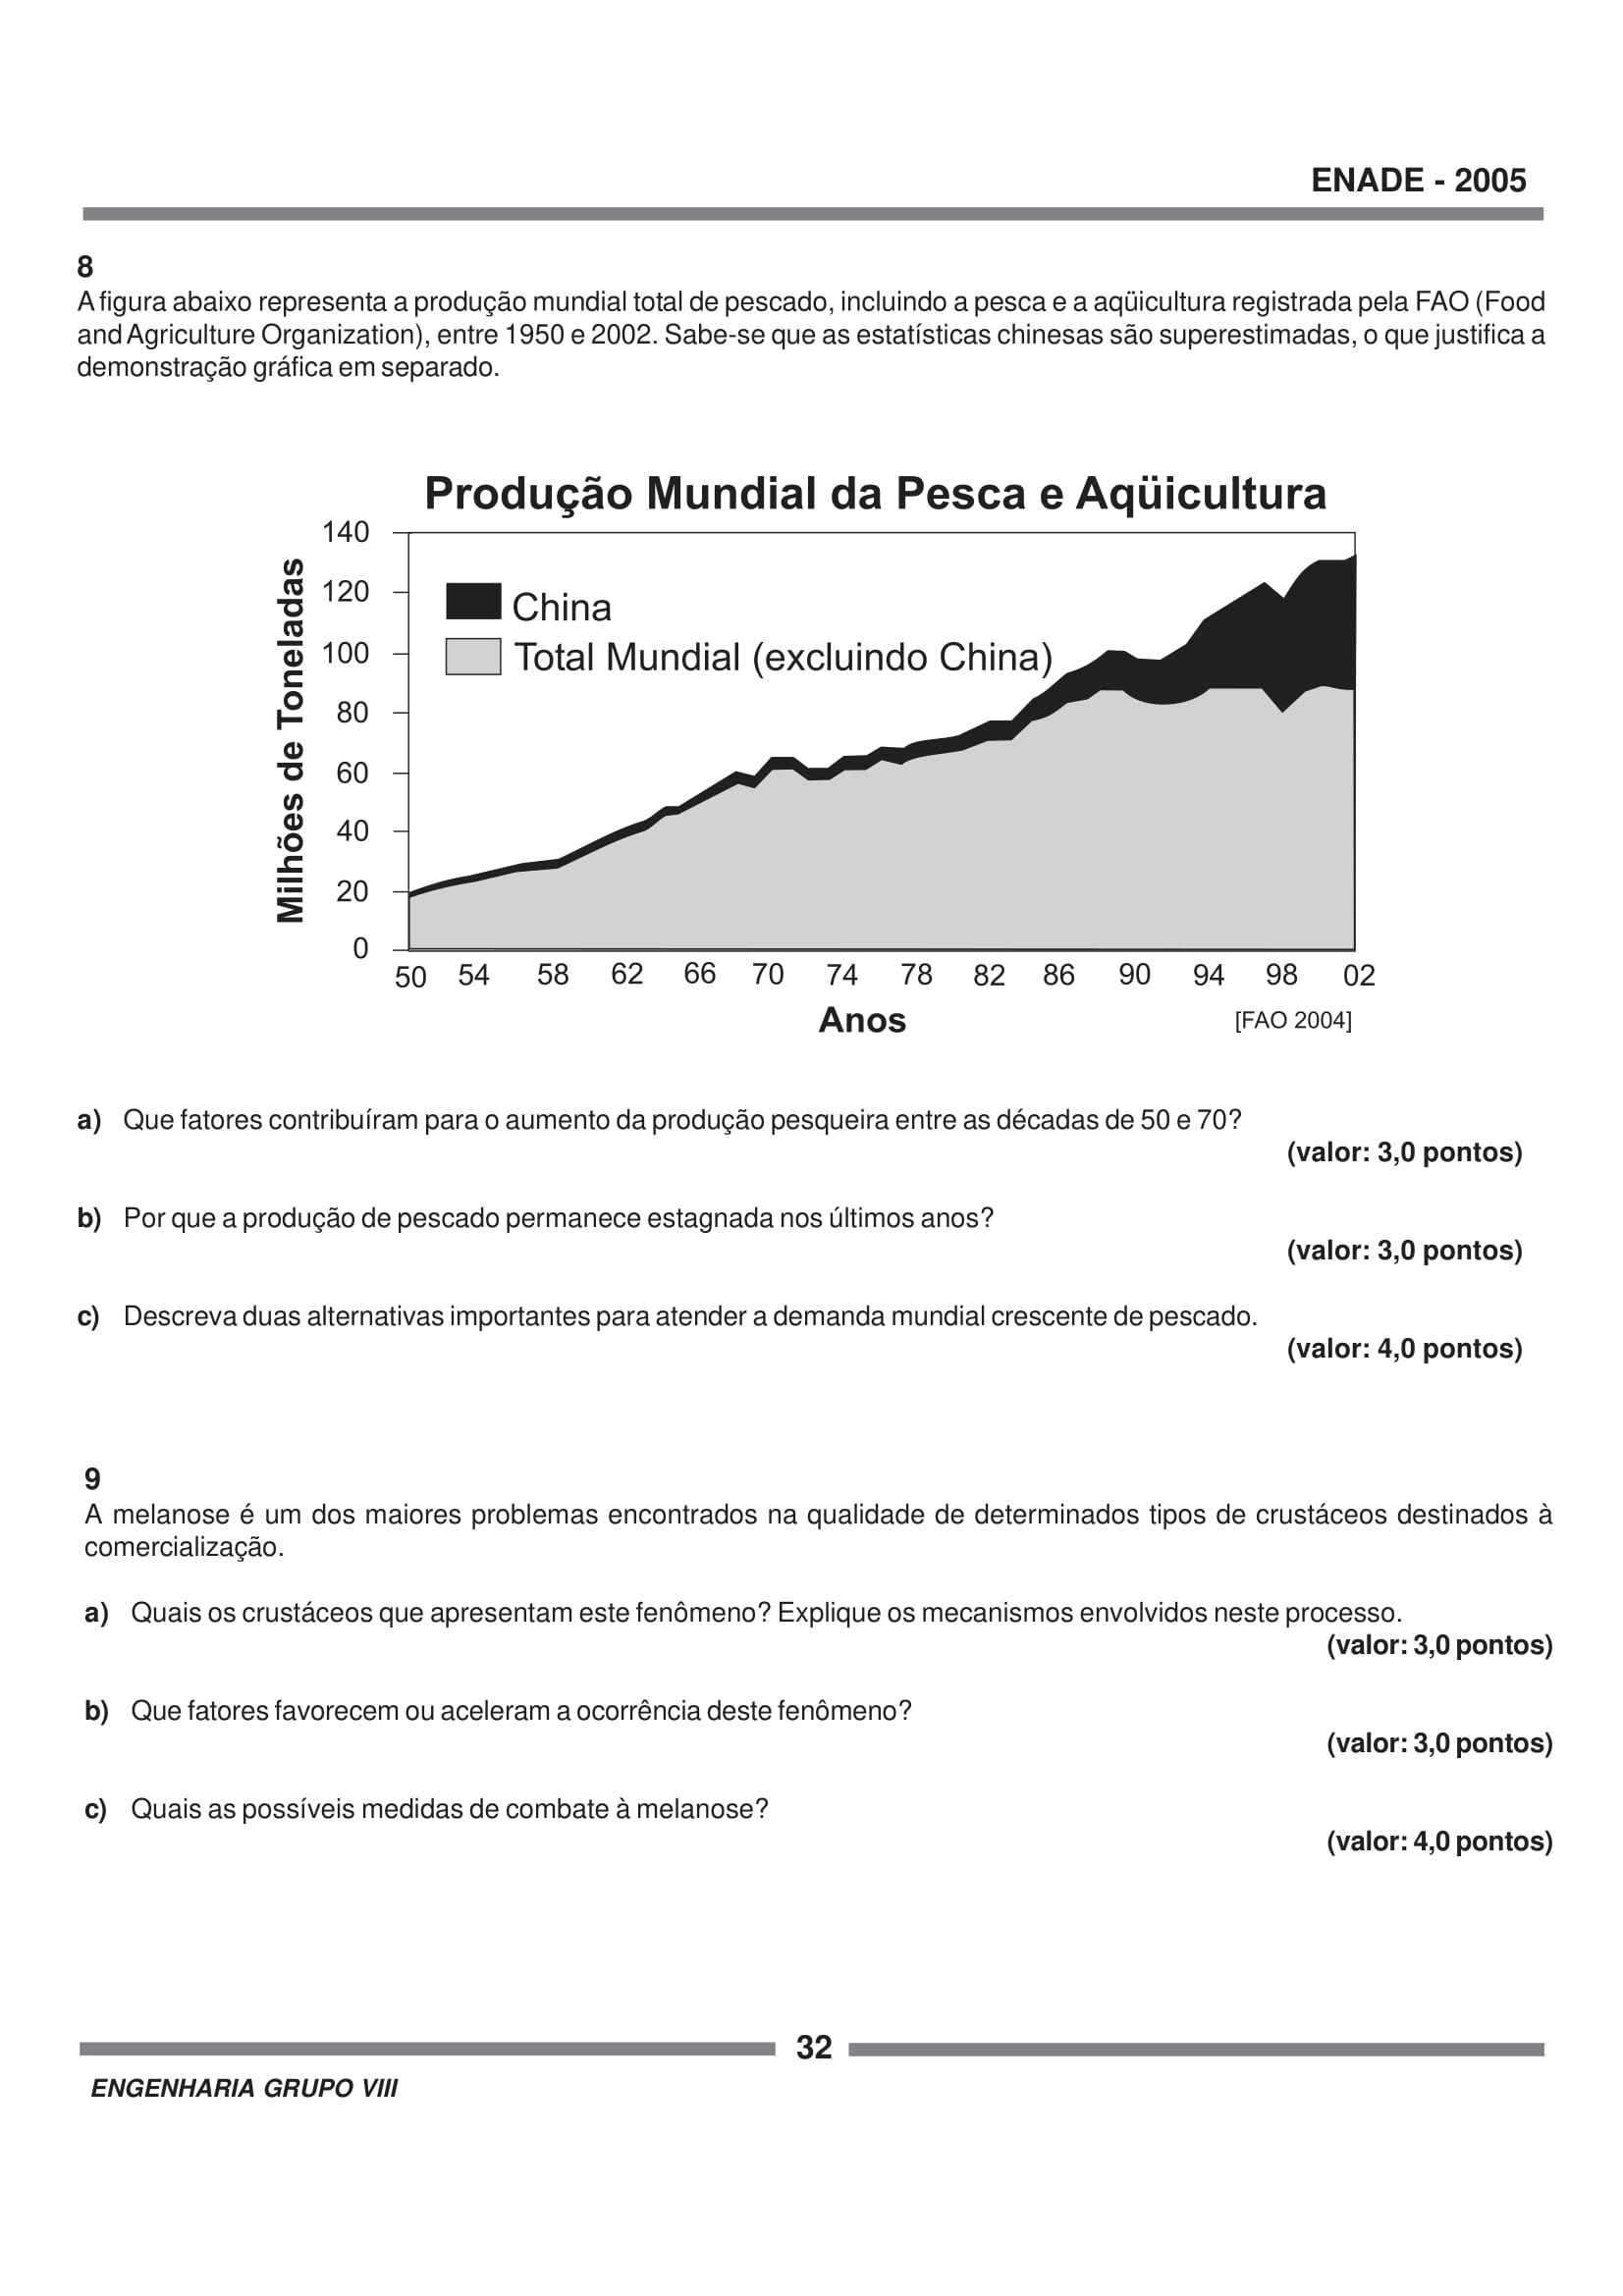 ENADE - 2005
8
A figura abaixo representa a produção mundial total de pescado, incluindo a pesca e a aqüicultura registrada pela FAO (Food
and Agriculture Organization), entre 1950 e 2002. Sabe-se que as estatísticas chinesas são superestimadas, o que justifica a
demonstração gráfica em separado.
Produção Mundial da Pesca e Aqüicultura
Milhões de Toneladas
140
120
100
80
60
40
20
0
China
Total Mundial (excluindo China)
50 54 58 62 66 70 74 78 82 86 90 94 98 02
Anos
[FAO 2004]
a) Que fatores contribuíram para o aumento da produção pesqueira entre as décadas de 50 e 70?
(valor: 3,0 pontos)
b) Por que a produção de pescado permanece estagnada nos últimos anos?
(valor: 3,0 pontos)
c) Descreva duas alternativas importantes para atender a demanda mundial crescente de pescado.
(valor: 4,0 pontos)
9
A melanose é um dos maiores problemas encontrados na qualidade de determinados tipos de crustáceos destinados à
comercialização.
a) Quais os crustáceos que apresentam este fenômeno? Explique os mecanismos envolvidos neste processo.
(valor: 3,0 pontos)
b) Que fatores favorecem ou aceleram a ocorrência deste fenômeno?
(valor: 3,0 pontos)
c) Quais as possíveis medidas de combate à melanose?
(valor: 4,0 pontos)
32
ENGENHARIA GRUPO VIII